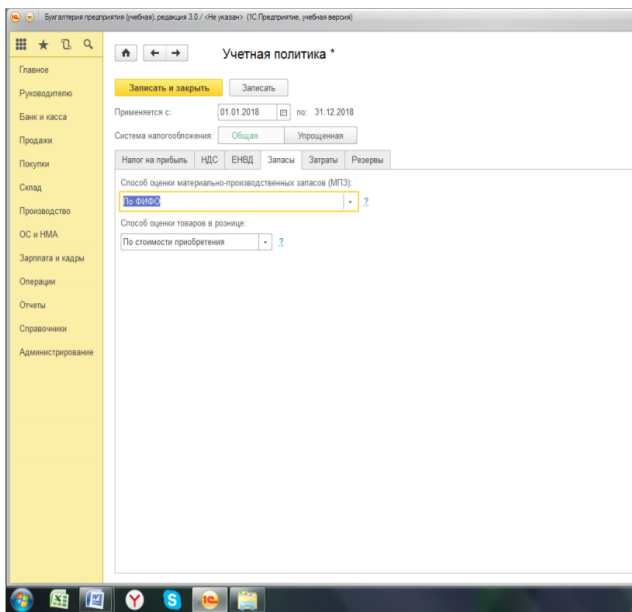 Бухгалтерия предприятия (учебная), редакция 3.0 / <Не указан> (1С:Предприятие, учебная версия)
Учетная политика *
Главное
Руководителю
Банк и касса
Продажи
Покупки
Склад
Производство
ОС и НМА
Зарплата и кадры
Операции
Отчеты
Справочники
Администрирование
Записать и закрыть Записать
Применяется с: 01.01.2018 по: 31.12.2018
Система налогообложения: Общая Упрощенная
Налог на прибыль НДС ЕНВД Запасы Затраты Резервы
Способ оценки материально-производственных запасов (МПЗ):
По ФИФО ?
Способ оценки товаров в рознице:
По стоимости приобретения ?